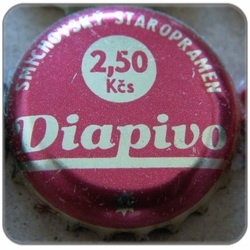 SMÍCHOVSKÝ STAROPRAMEN
2,50
Kčs
Diapivo